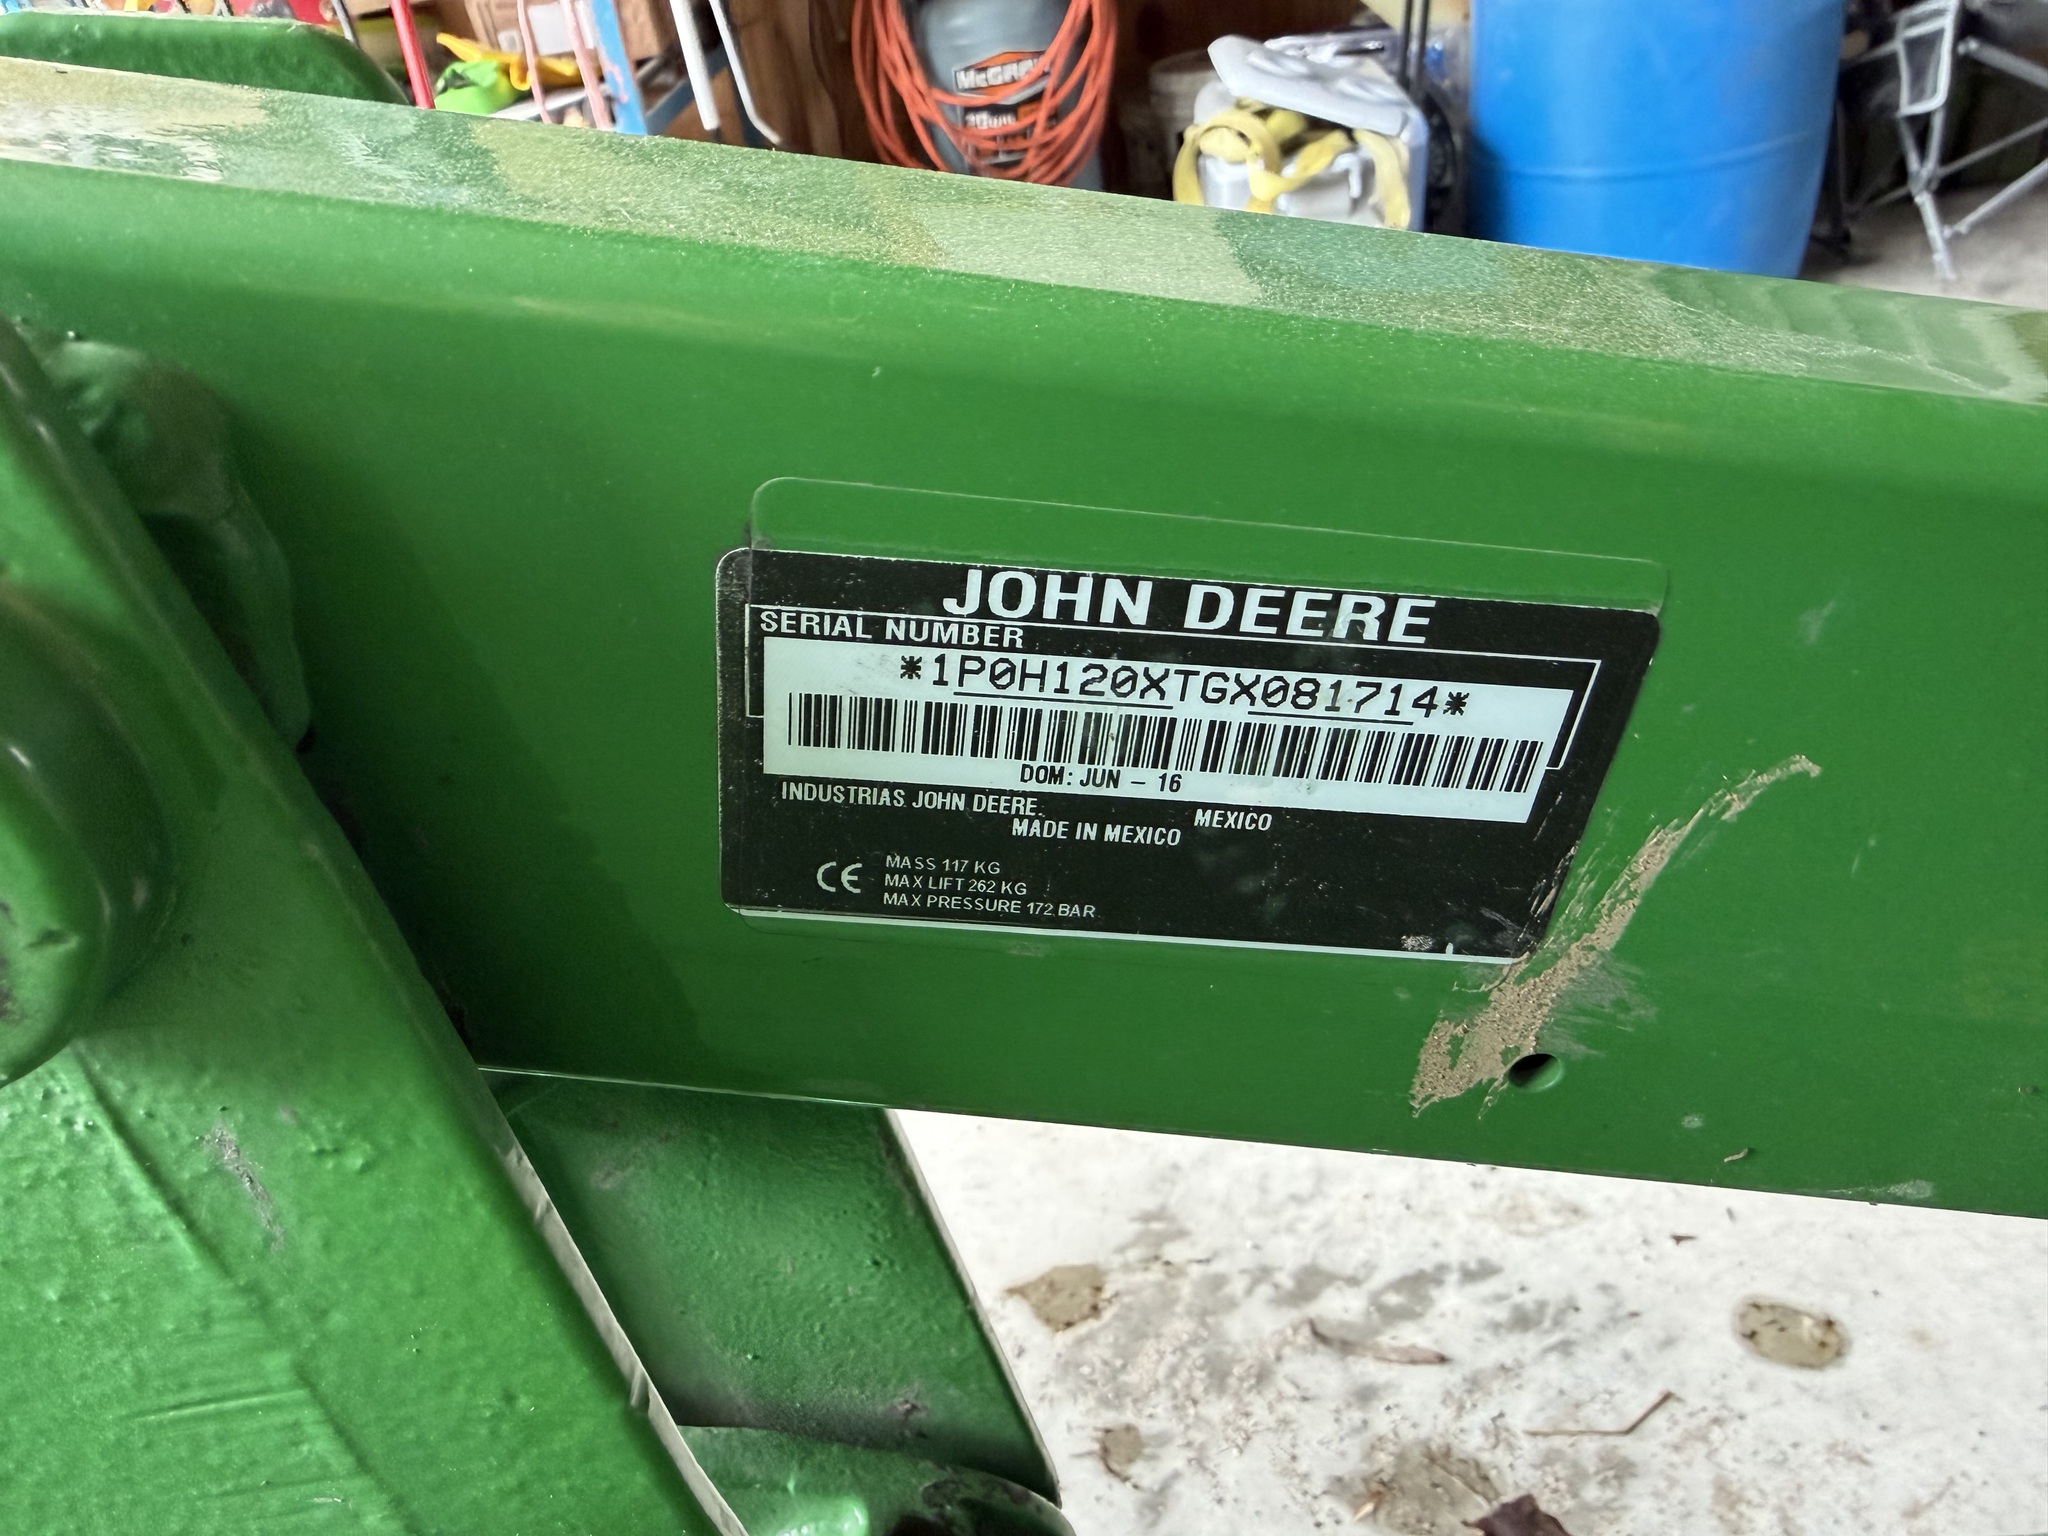 McGRAW
JOHN DEERE
SERIAL NUMBER
*1P0H120XTGX081714*
DOM: JUN - 16
INDUSTRIAS JOHN DEERE. MEXICO
MADE IN MEXICO
CE
MASS 117 KG
MAX LIFT 262 KG
MAX PRESSURE 172 BAR